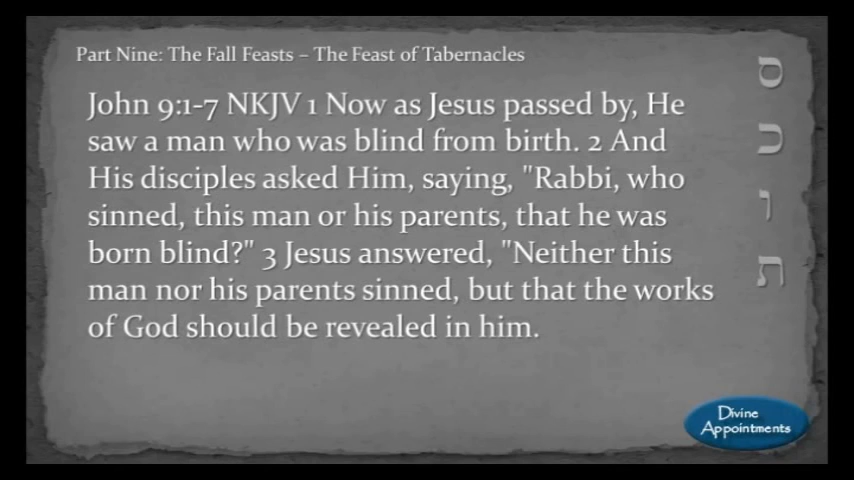 Part Nine: The Fall Feasts – The Feast of Tabernacles
John 9:1-7 NKJV 1 Now as Jesus passed by, He
saw a man who was blind from birth. 2 And
His disciples asked Him, saying, "Rabbi, who
sinned, this man or his parents, that he was
born blind?" 3 Jesus answered, "Neither this
man nor his parents sinned, but that the works
of God should be revealed in him.
ס
ט
י
ת
Divine
Appointments